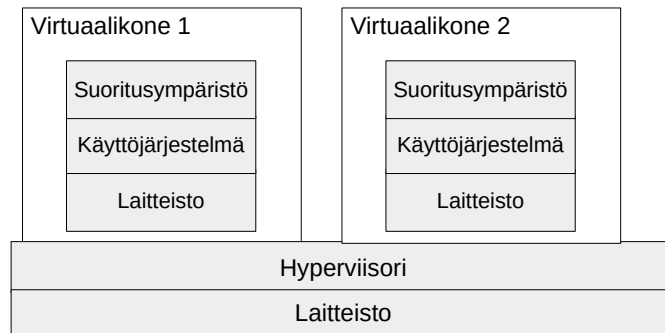 Virtuaalikone 1
Suoritusympäristö
Käyttöjärjestelmä
Laitteisto
Virtuaalikone 2
Suoritusympäristö
Käyttöjärjestelmä
Laitteisto
Hyperviisori
Laitteisto